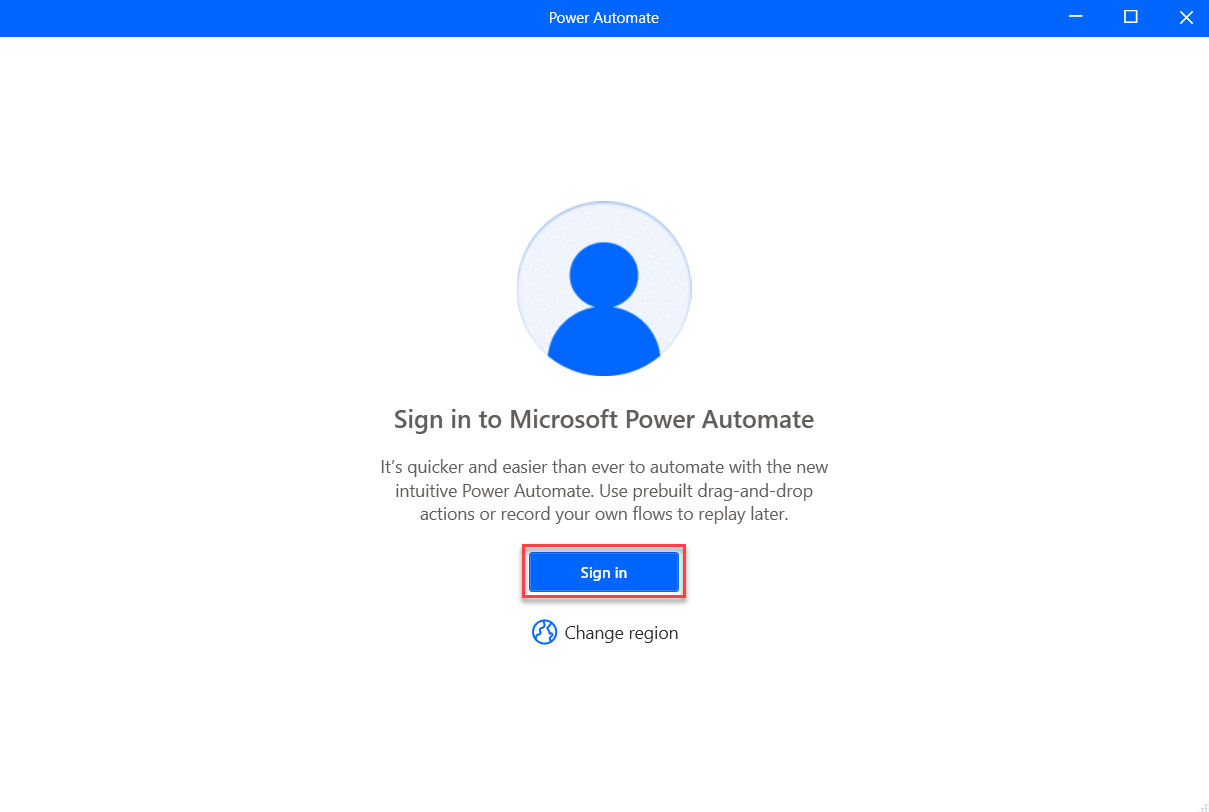 Power Automate
Sign in to Microsoft Power Automate
It’s quicker and easier than ever to automate with the new
intuitive Power Automate. Use prebuilt drag-and-drop
actions or record your own flows to replay later.
Sign in
Change region